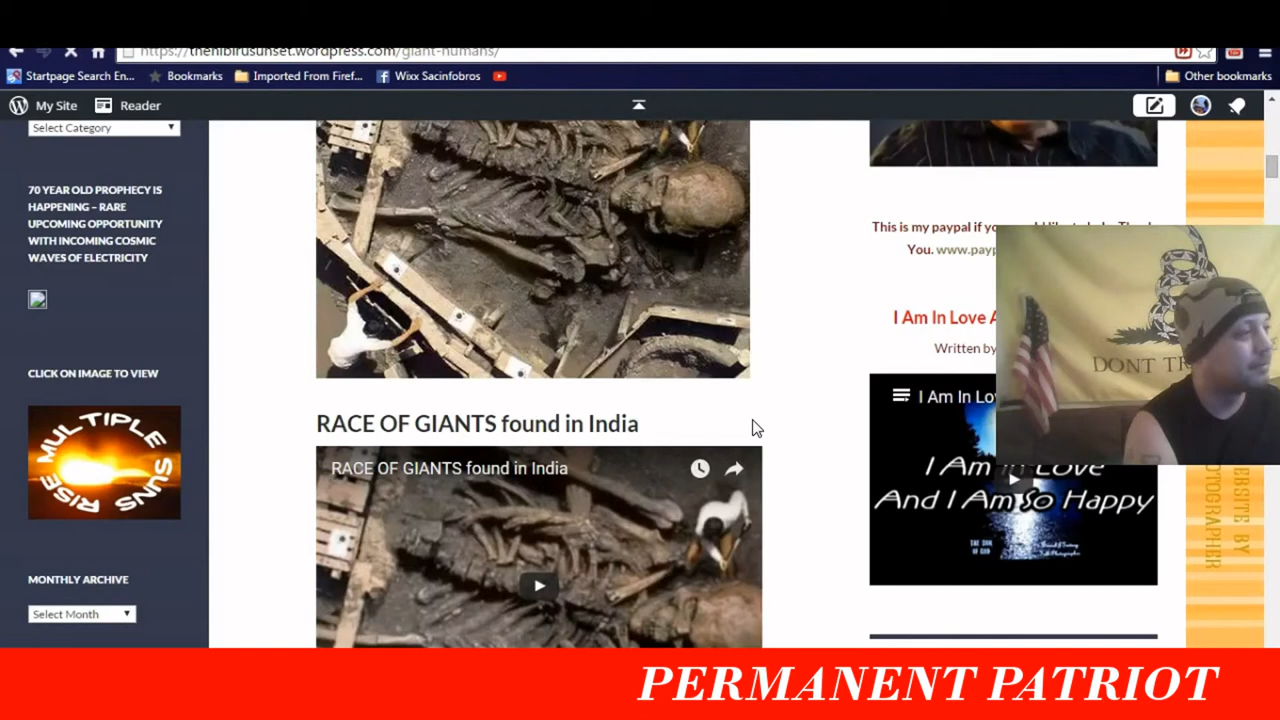 https://thenibirusunset.wordpress.com/giant-humans/
Startpage Search En... Bookmarks Imported From Firef... Wixx Sacinfobros Other bookmarks
My Site Reader
Select Category
70 YEAR OLD PROPHECY IS
HAPPENING – RARE
UPCOMING OPPORTUNITY
WITH INCOMING COSMIC
WAVES OF ELECTRICITY
CLICK ON IMAGE TO VIEW
MULTIPLE SUNS RISE
MONTHLY ARCHIVE
Select Month
RACE OF GIANTS found in India
RACE OF GIANTS found in India
This is my paypal if
You. www.payp
I Am In Love A
Written by
I Am In Lov
I Am In Love
And I Am So Happy
DONT TR
WEBSITE BY
PHOTOGRAPHER
PERMANENT PATRIOT